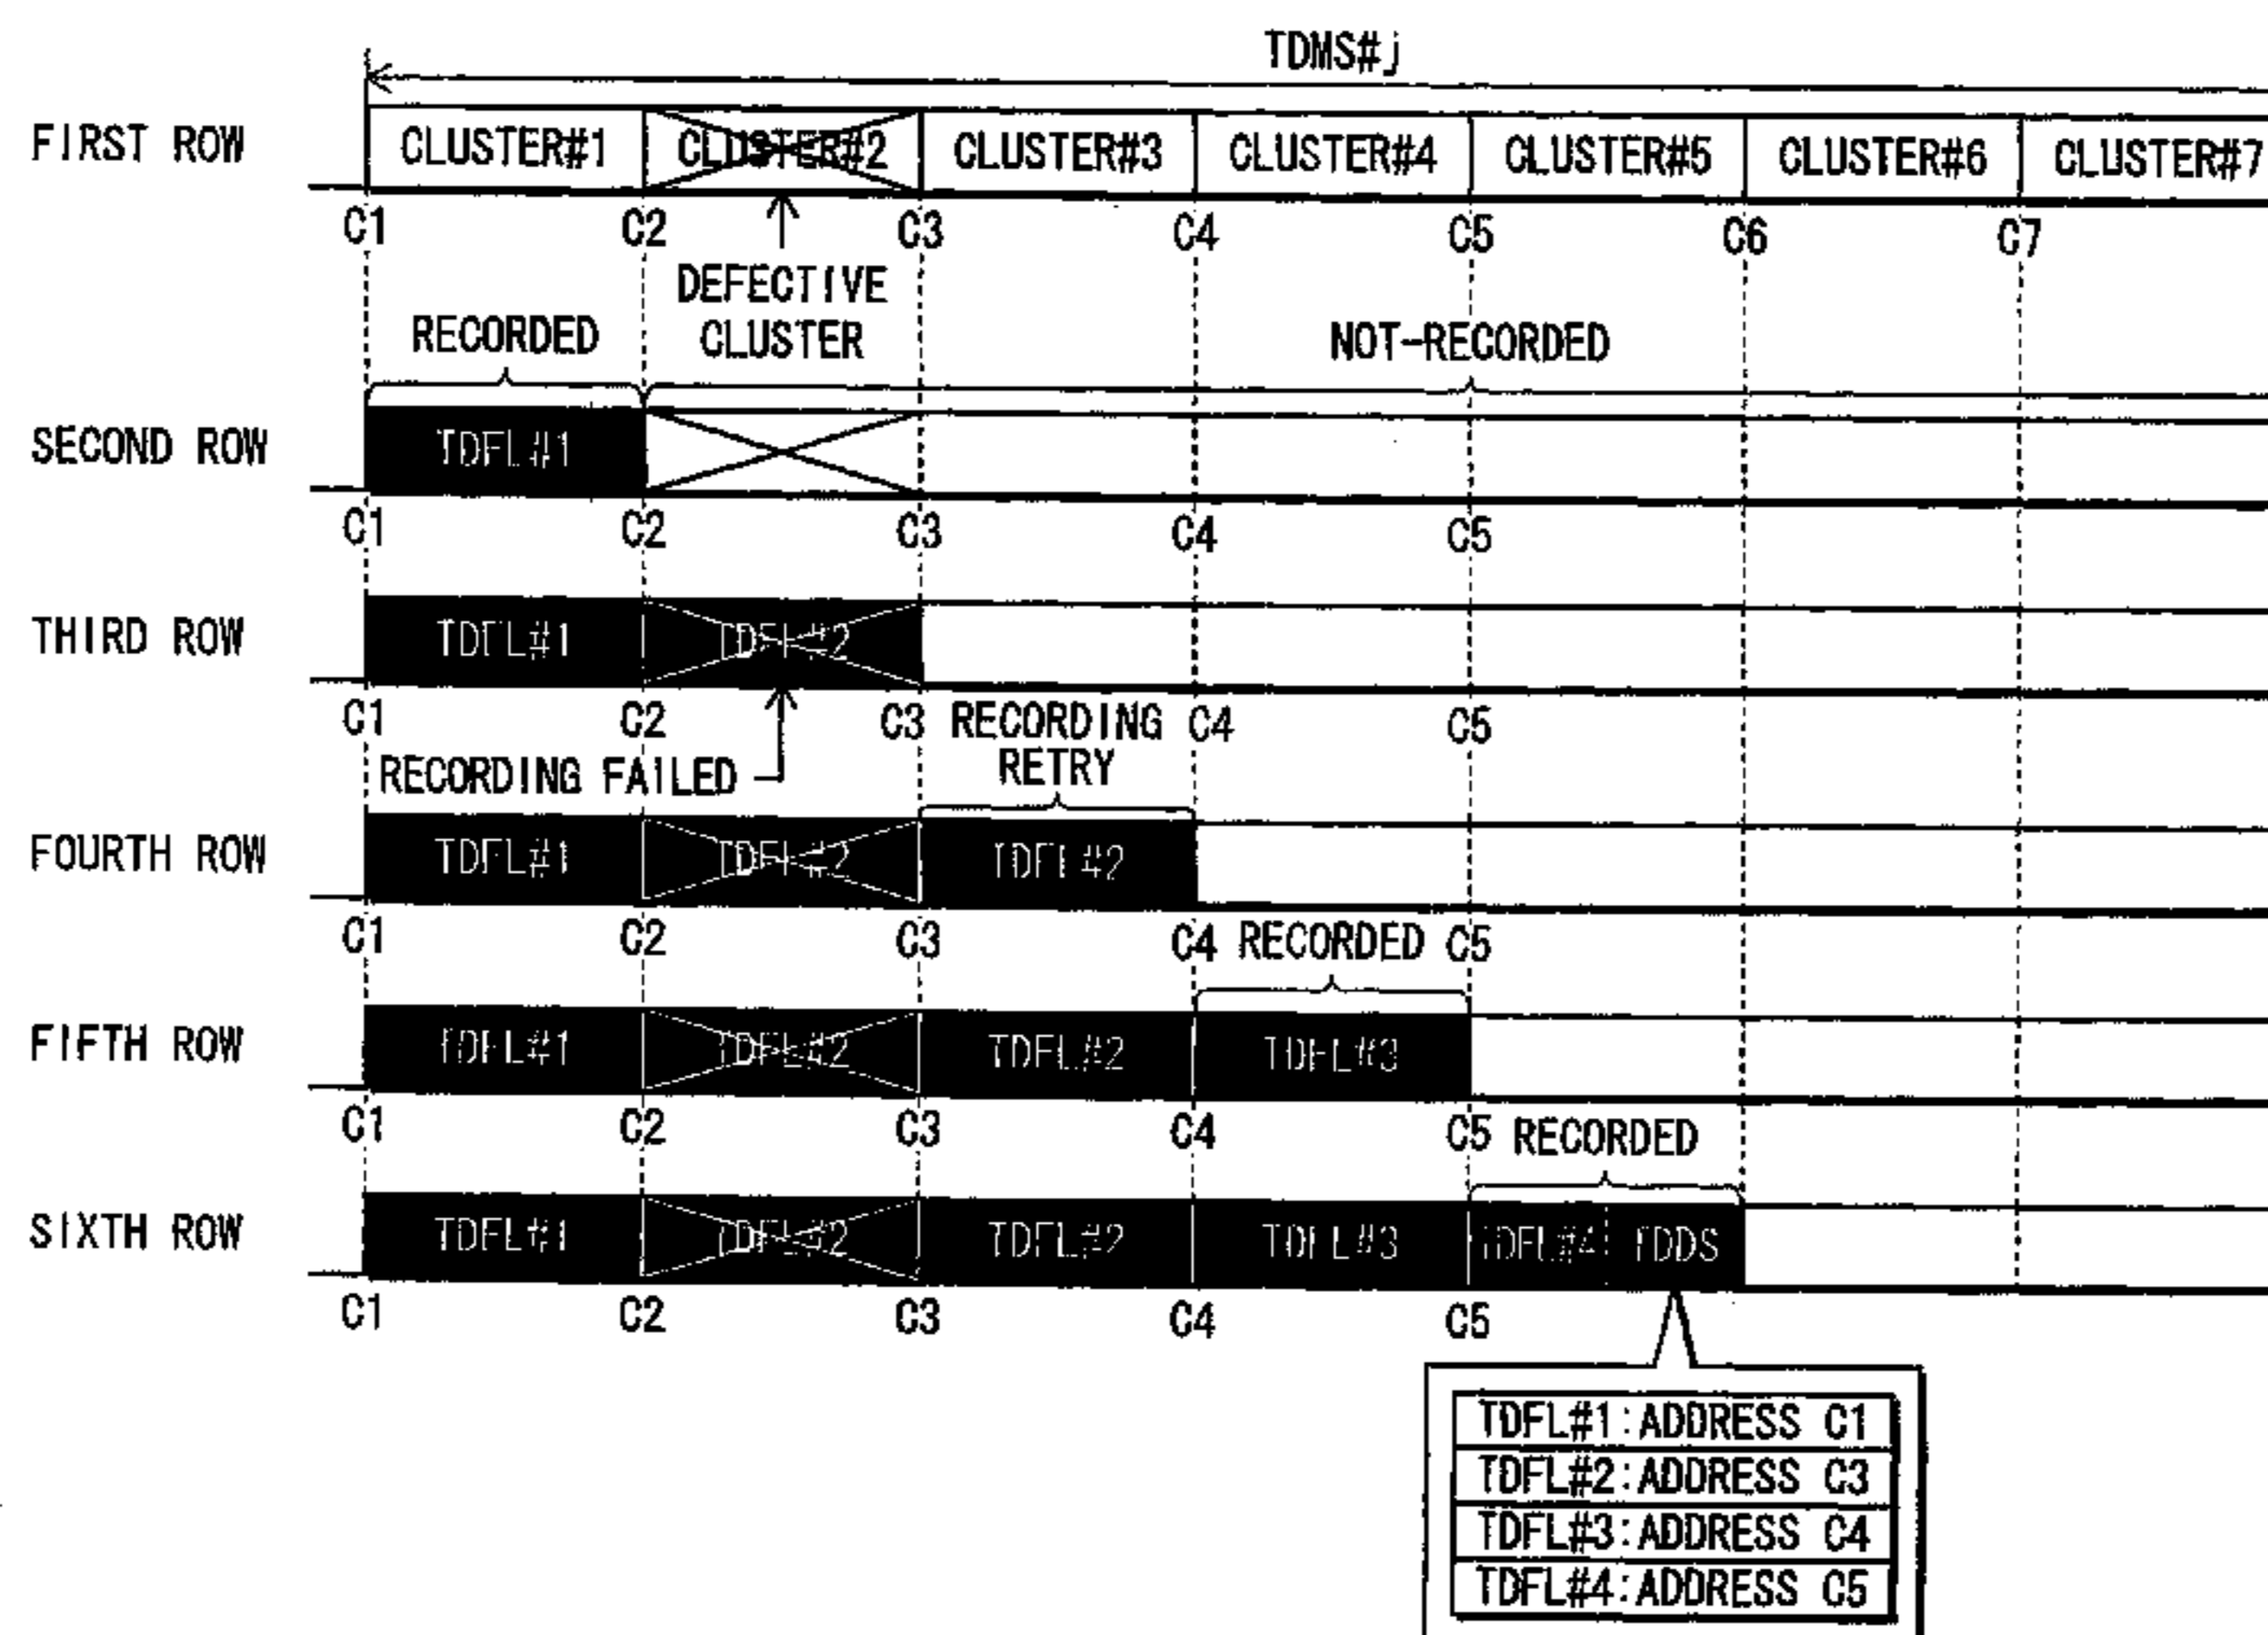 TDMS#j
FIRST ROW CLUSTER#1 CLUSTER#2 CLUSTER#3 CLUSTER#4 CLUSTER#5 CLUSTER#6 CLUSTER#7
C1 C2 C3 C4 C5 C6 C7
DEFECTIVE
CLUSTER
RECORDED
NOT-RECORDED
SECOND ROW TDFL#1
C1 C2 C3 C4 C5
THIRD ROW TDFL#1 TDFL#2
C1 C2 C3 C4 C5
RECORDING FAILED
RECORDING
RETRY
FOURTH ROW TDFL#1 TDFL#2 TDFL#2
C1 C2 C3 C4 C5
RECORDED
FIFTH ROW TDFL#1 TDFL#2 TDFL#2 TDFL#3
C1 C2 C3 C4 C5
RECORDED
SIXTH ROW TDFL#1 TDFL#2 TDFL#2 TDFL#3 TDFL#4 TDDS
C1 C2 C3 C4 C5
TDFL#1:ADDRESS C1
TDFL#2:ADDRESS C3
TDFL#3:ADDRESS C4
TDFL#4:ADDRESS C5